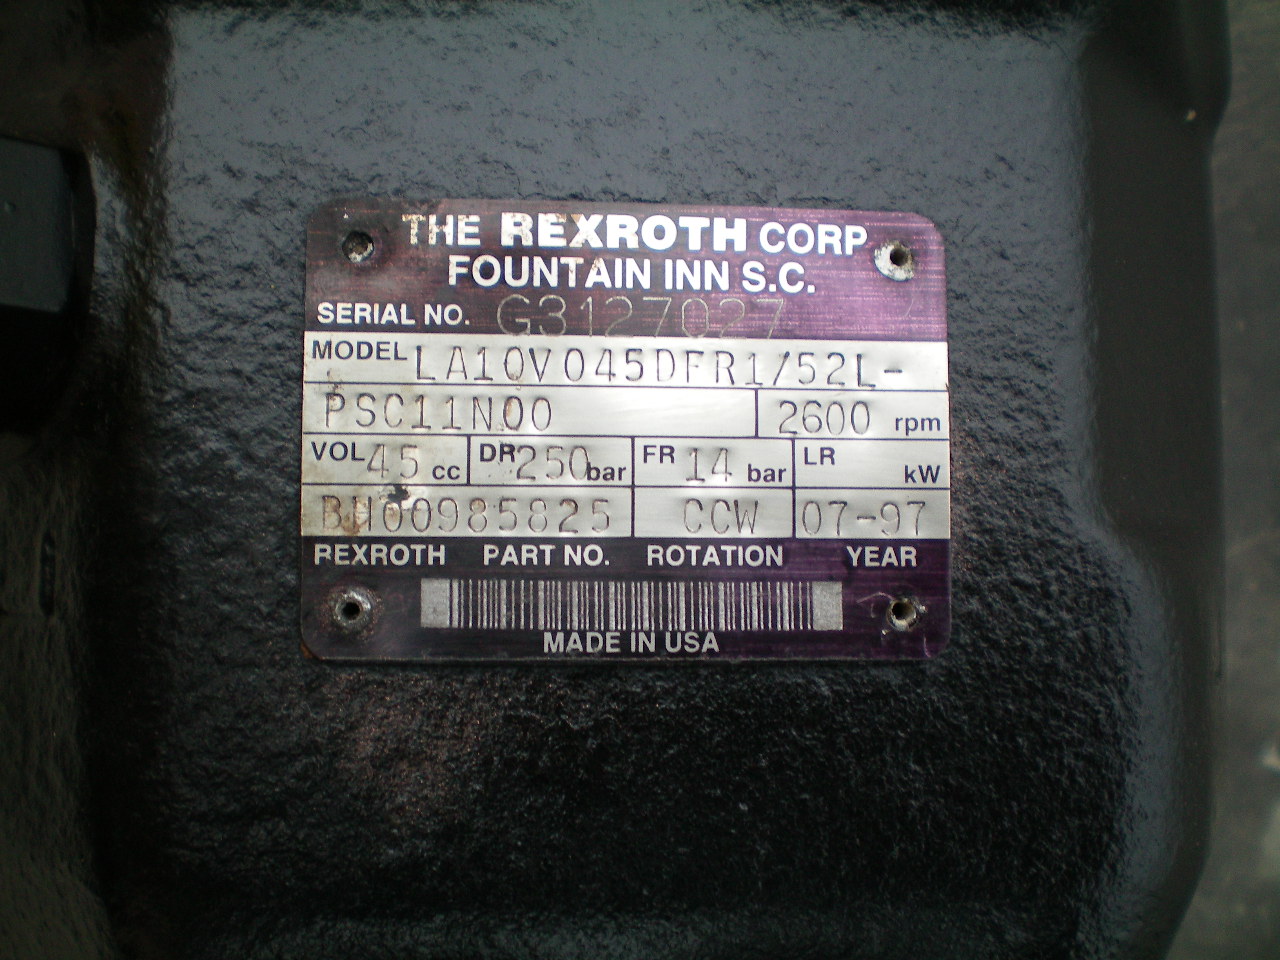 THE REXROTH CORP
FOUNTAIN INN S.C.
SERIAL NO. G3127027
MODEL LA10VO45DFR1/52L-
PSC11N00 2600 rpm
VOL 45 cc DR 250 bar FR 14 bar LR kW
BH00985825 CCW 07-97
REXROTH PART NO. ROTATION YEAR
MADE IN USA